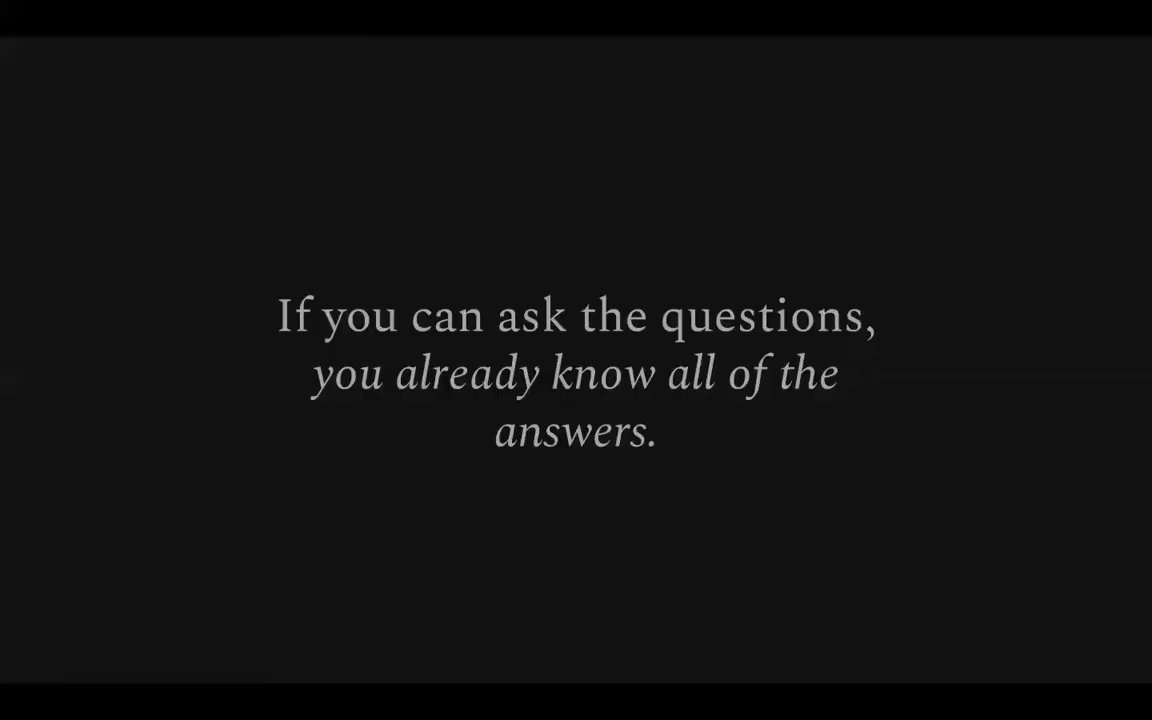 If you can ask the questions,
you already know all of the
answers.